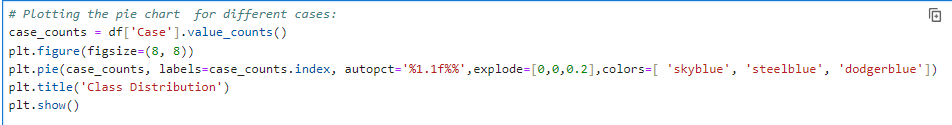 # Plotting the pie chart  for different cases:
case_counts = df['Case'].value_counts()
plt.figure(figsize=(8, 8))
plt.pie(case_counts, labels=case_counts.index, autopct='%1.1f%%',explode=[0,0,0.2],colors=[ 'skyblue', 'steelblue', 'dodgerblue'])
plt.title('Class Distribution')
plt.show()